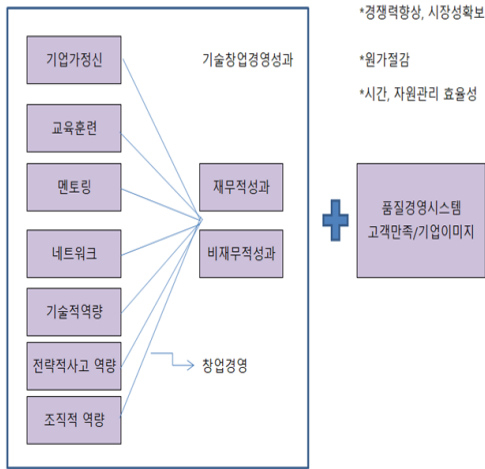 *경쟁력향상, 시장성확보
기업가정신
기술창업경영성과
*원가절감
*시간, 자원관리 효율성
교육훈련
멘토링
재무적성과
품질경영시스템
고객만족/기업이미지
네트워크
비재무적성과
기술적역량
전략적사고 역량
창업경영
조직적 역량